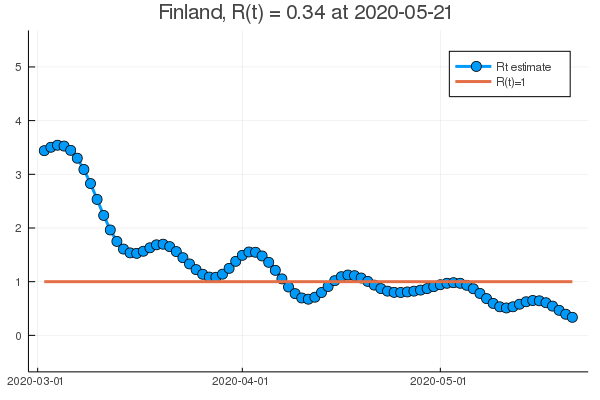 Finland, R(t) = 0.34 at 2020-05-21
Rt estimate
R(t)=1
5
4
3
2
1
0
2020-03-01 2020-04-01 2020-05-01